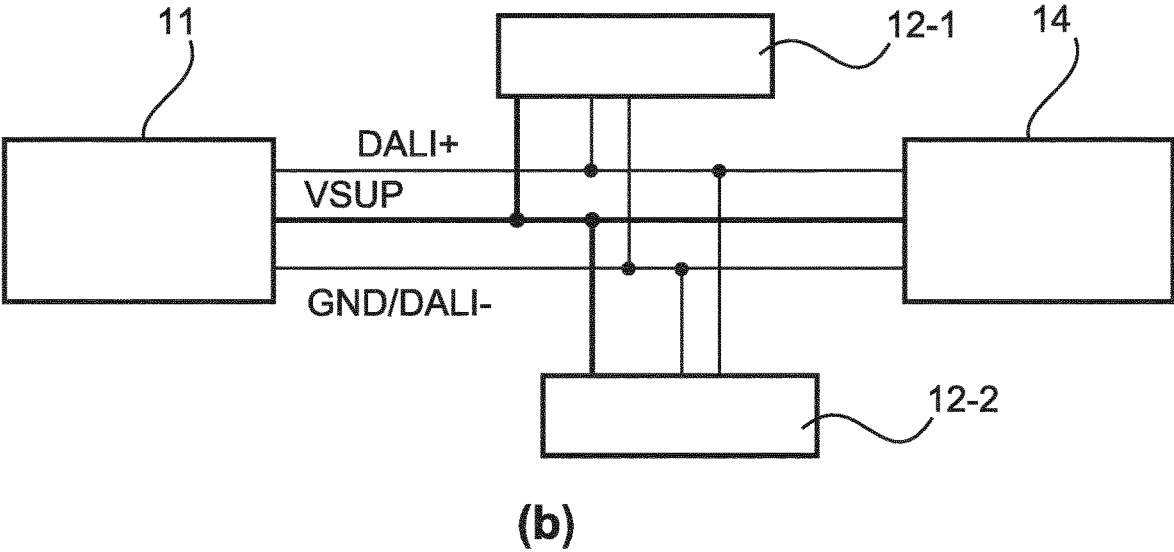 11
12-1
14
DALI+
VSUP
GND/DALI-
12-2
(b)